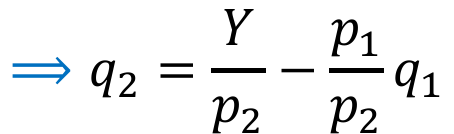 ⟹ q₂ = Y/p₂ − p₁/p₂ q₁